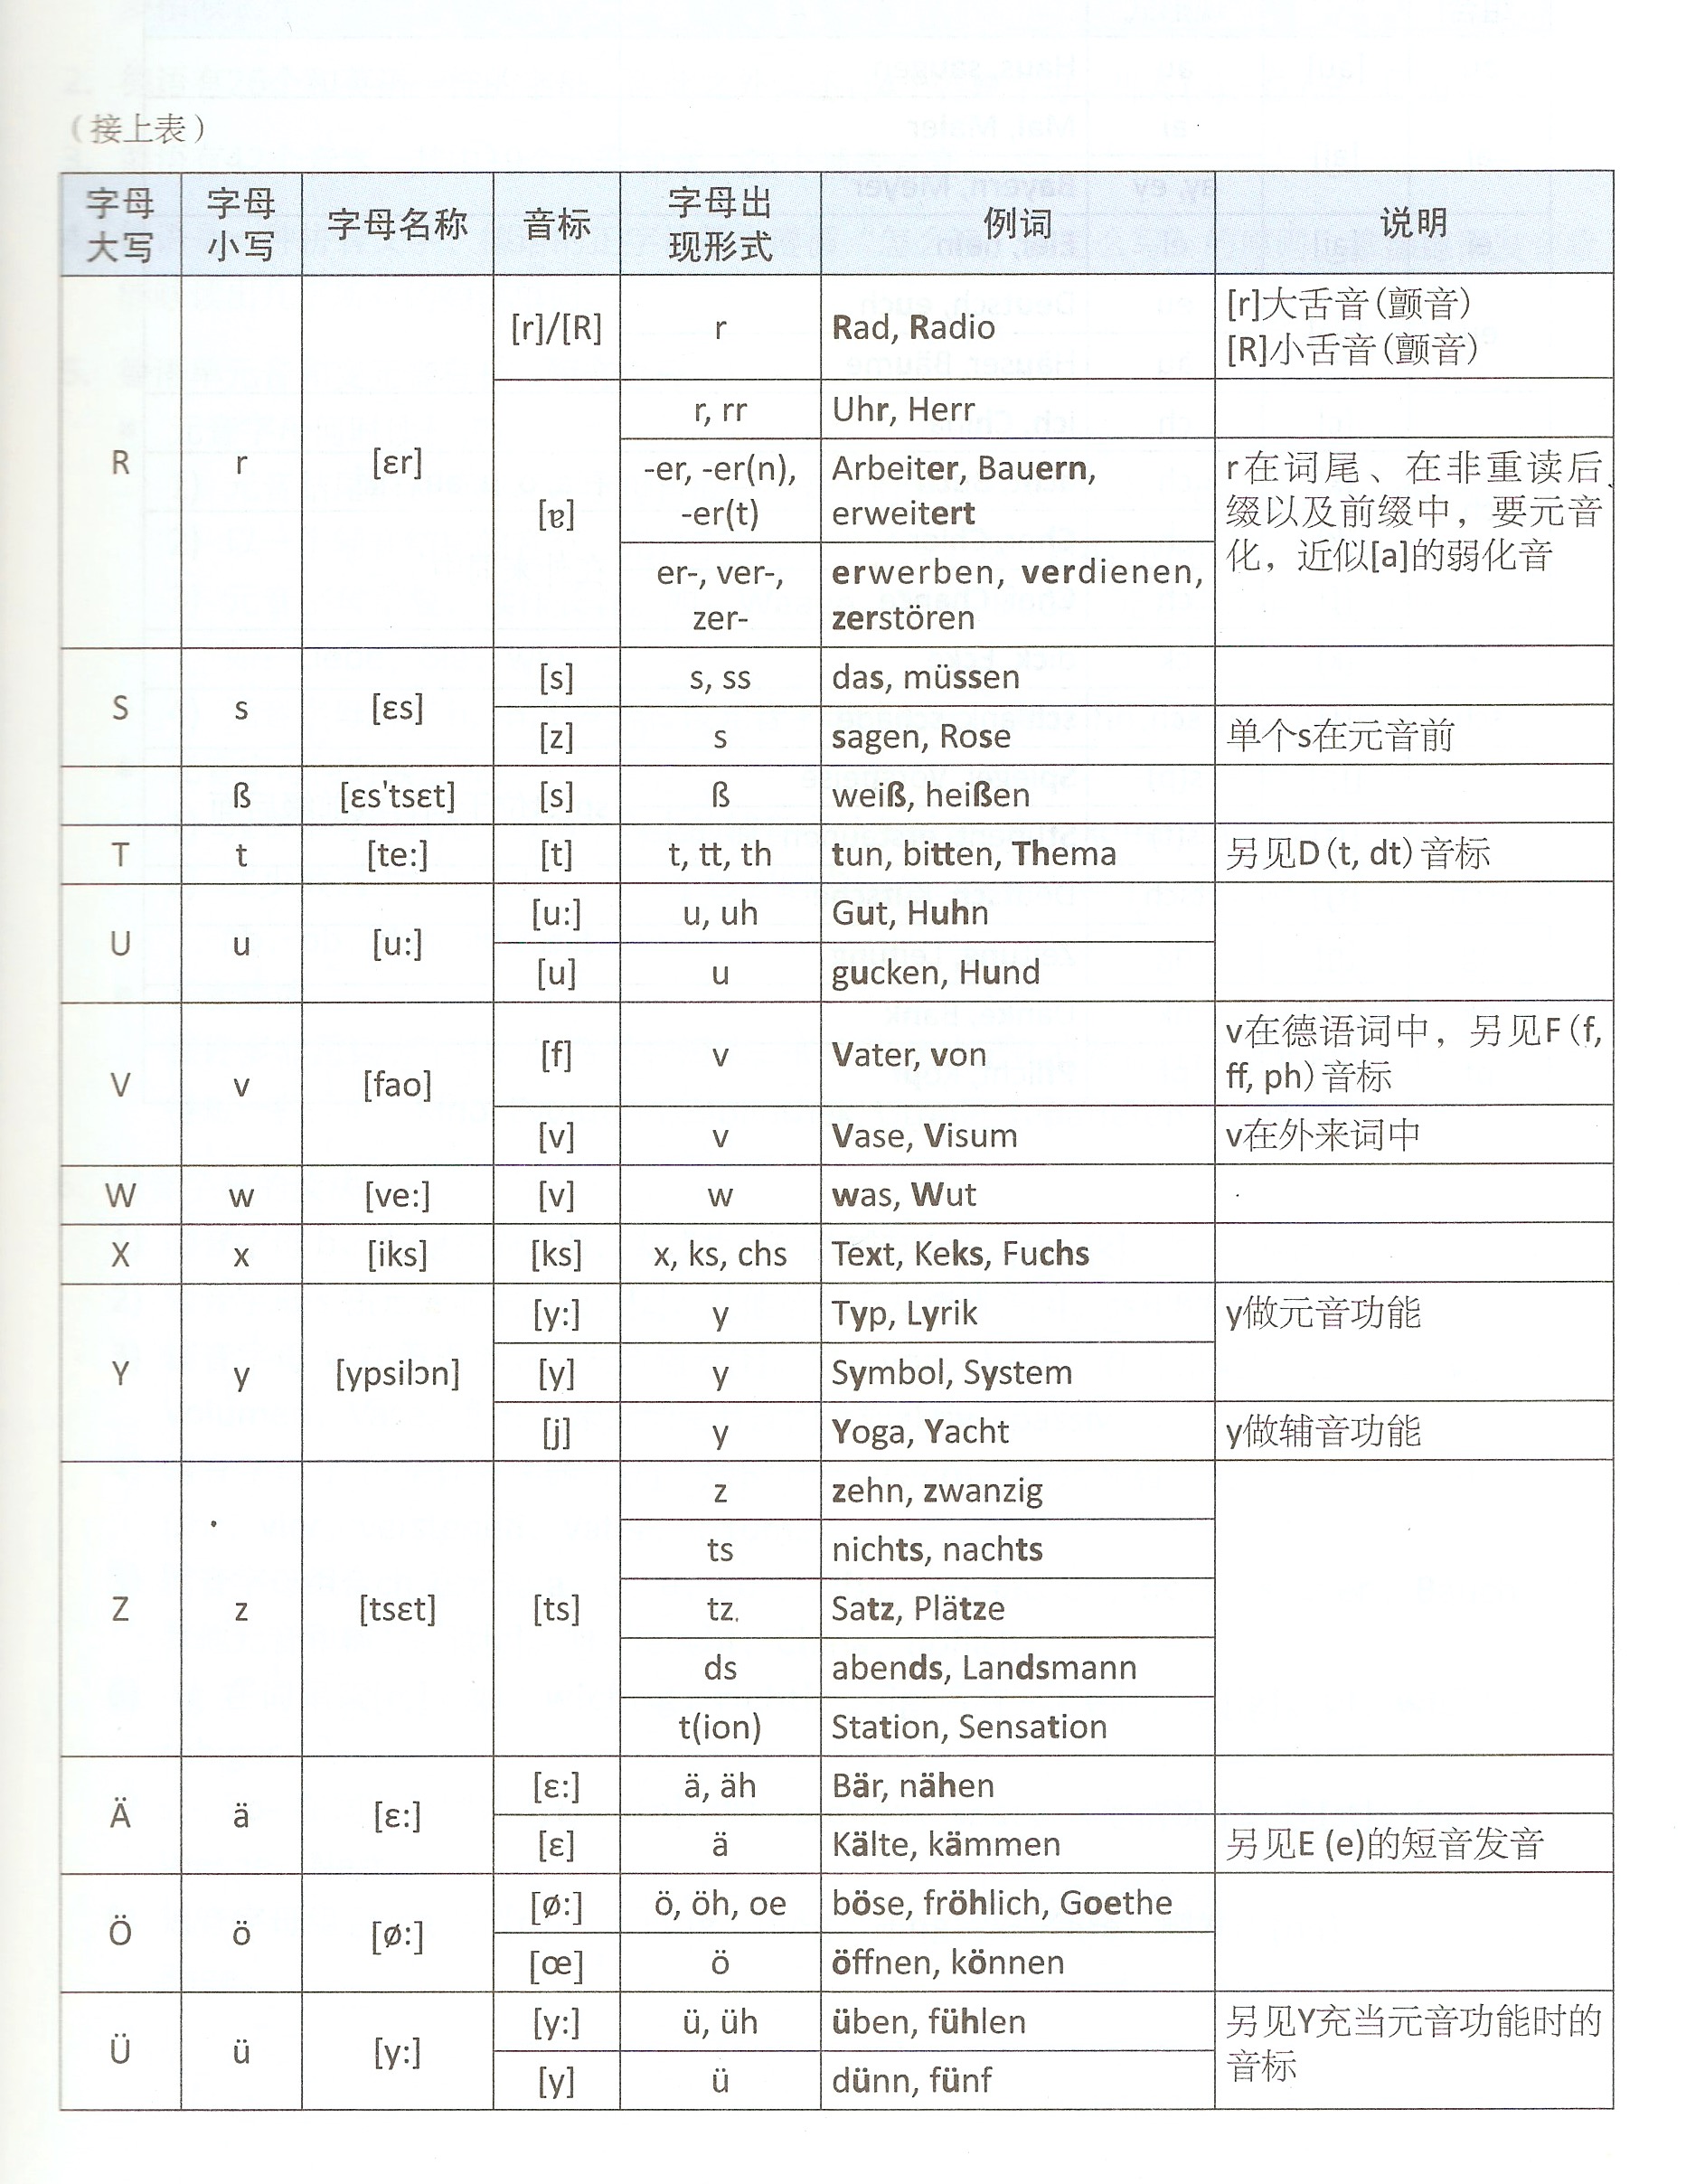 （接上表）
字母大写 字母小写 字母名称 音标 字母出现形式 例词 说明
R r [ɛr] [r]/[R] r Rad, Radio [r]大舌音(颤音)
[R]小舌音(颤音)
[ɐ] r, rr Uhr, Herr
-er, -er(n), Arbeiter, Bauern, r在词尾、在非重读后
-er(t) erweitert 缀以及前缀中，要元音
化，近似[a]的弱化音
er-, ver-, erwerben, verdienen,
zer- zerstören
S s [ɛs] [s] s, ss das, müssen
[z] s sagen, Rose 单个s在元音前
ß [ɛs'tsɛt] [s] ß weiß, heißen
T t [te:] [t] t, tt, th tun, bitten, Thema 另见D(t, dt)音标
U u [u:] [u:] u, uh Gut, Huhn
[u] u gucken, Hund
V v [fao] [f] v Vater, von v在德语词中，另见F(f,
ff, ph)音标
[v] v Vase, Visum v在外来词中
W w [ve:] [v] w was, Wut
X x [iks] [ks] x, ks, chs Text, Keks, Fuchs
Y y [ypsilɔn] [y:] y Typ, Lyrik y做元音功能
[y] y Symbol, System
[j] y Yoga, Yacht y做辅音功能
Z z [tsɛt] [ts] z zehn, zwanzig
ts nichts, nachts
tz Satz, Plätze
ds abends, Landsmann
t(ion) Station, Sensation
Ä ä [ɛ:] [ɛ:] ä, äh Bär, nähen
[ɛ] ä Kälte, kämmen 另见E (e)的短音发音
Ö ö [ø:] [ø:] ö, öh, oe böse, fröhlich, Goethe
[œ] ö öffnen, können
Ü ü [y:] [y:] ü, üh üben, fühlen 另见Y充当元音功能时的
音标
[y] ü dünn, fünf